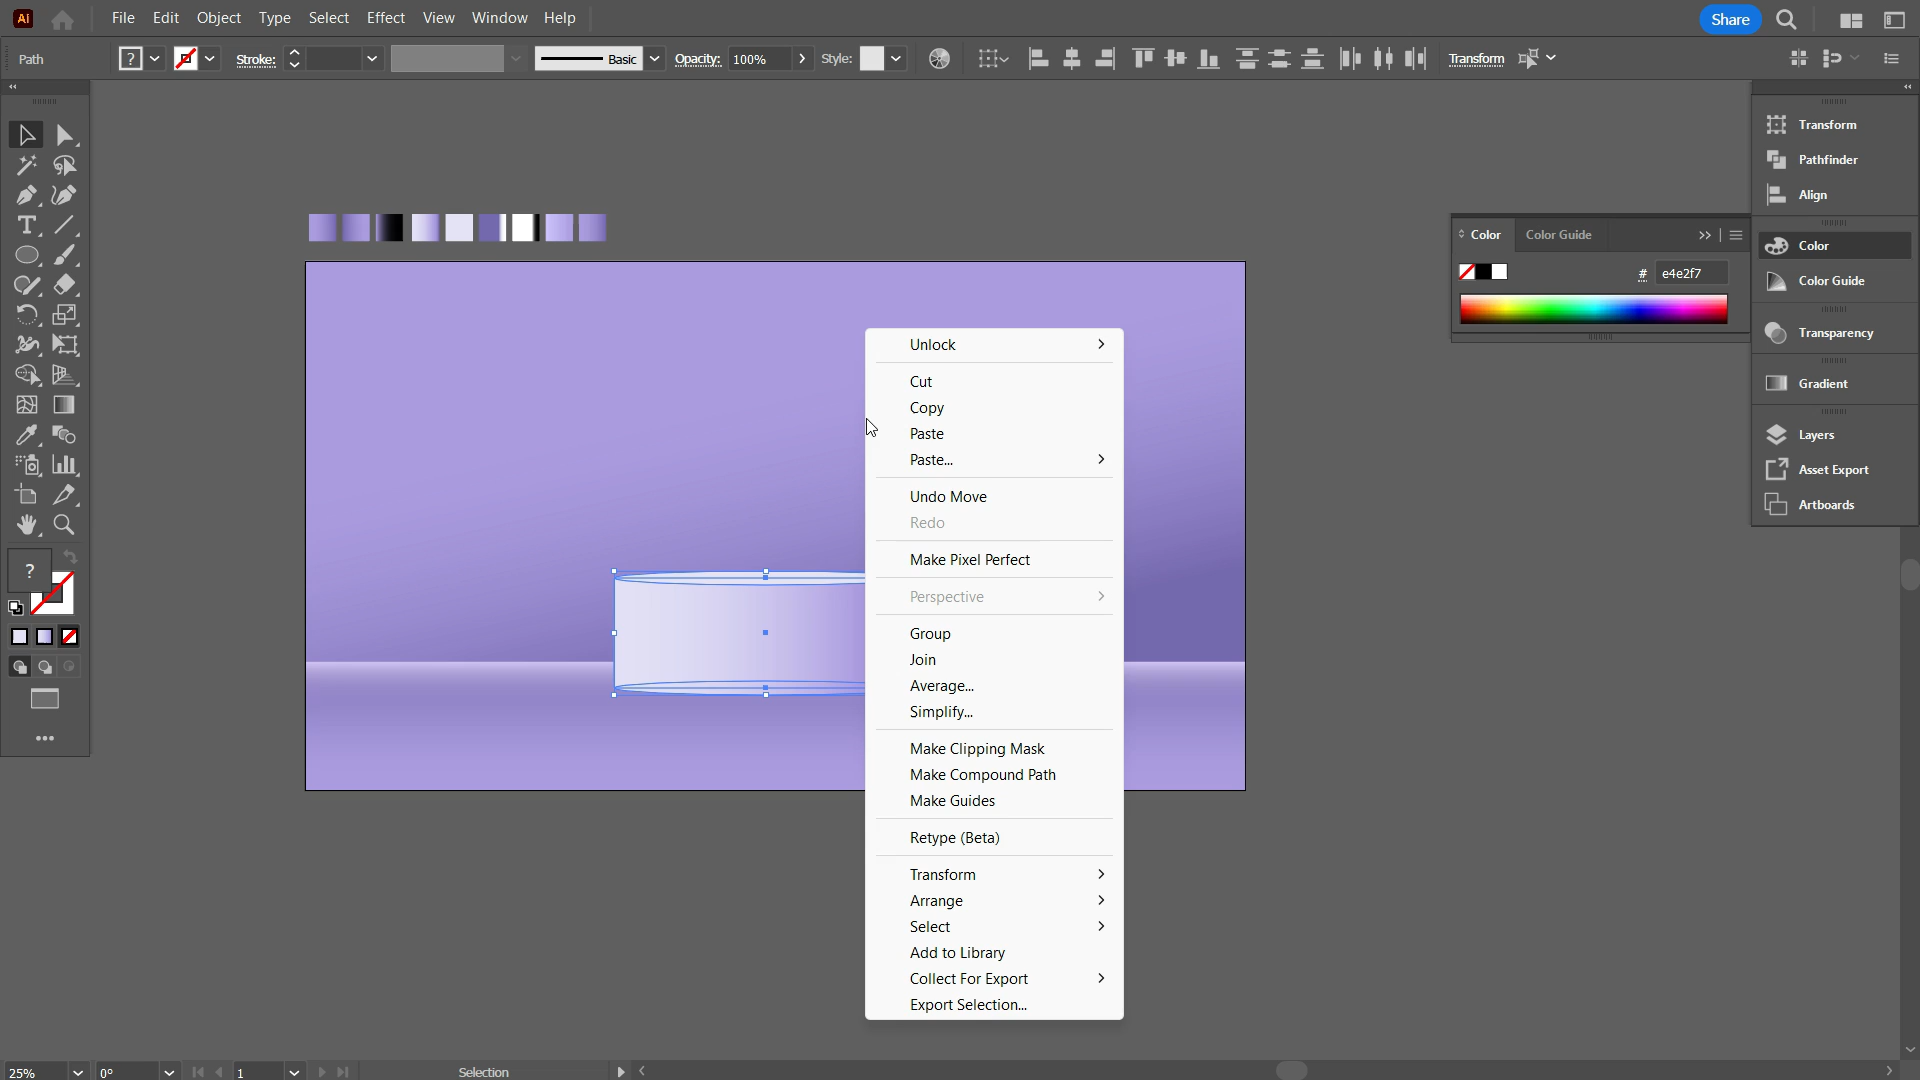 Ai File Edit Object Type Select Effect View Window Help Share
Path ? Stroke: Basic Opacity: 100% Style: Transform
Transform
Pathfinder
Align
Color Color Guide
# e4e2f7
Color
Color Guide
Transparency
Gradient
Layers
Asset Export
Artboards
?
Unlock
Cut
Copy
Paste
Paste...
Undo Move
Redo
Make Pixel Perfect
Perspective
Group
Join
Average...
Simplify...
Make Clipping Mask
Make Compound Path
Make Guides
Retype (Beta)
Transform
Arrange
Select
Add to Library
Collect For Export
Export Selection...
25% 0° 1 Selection